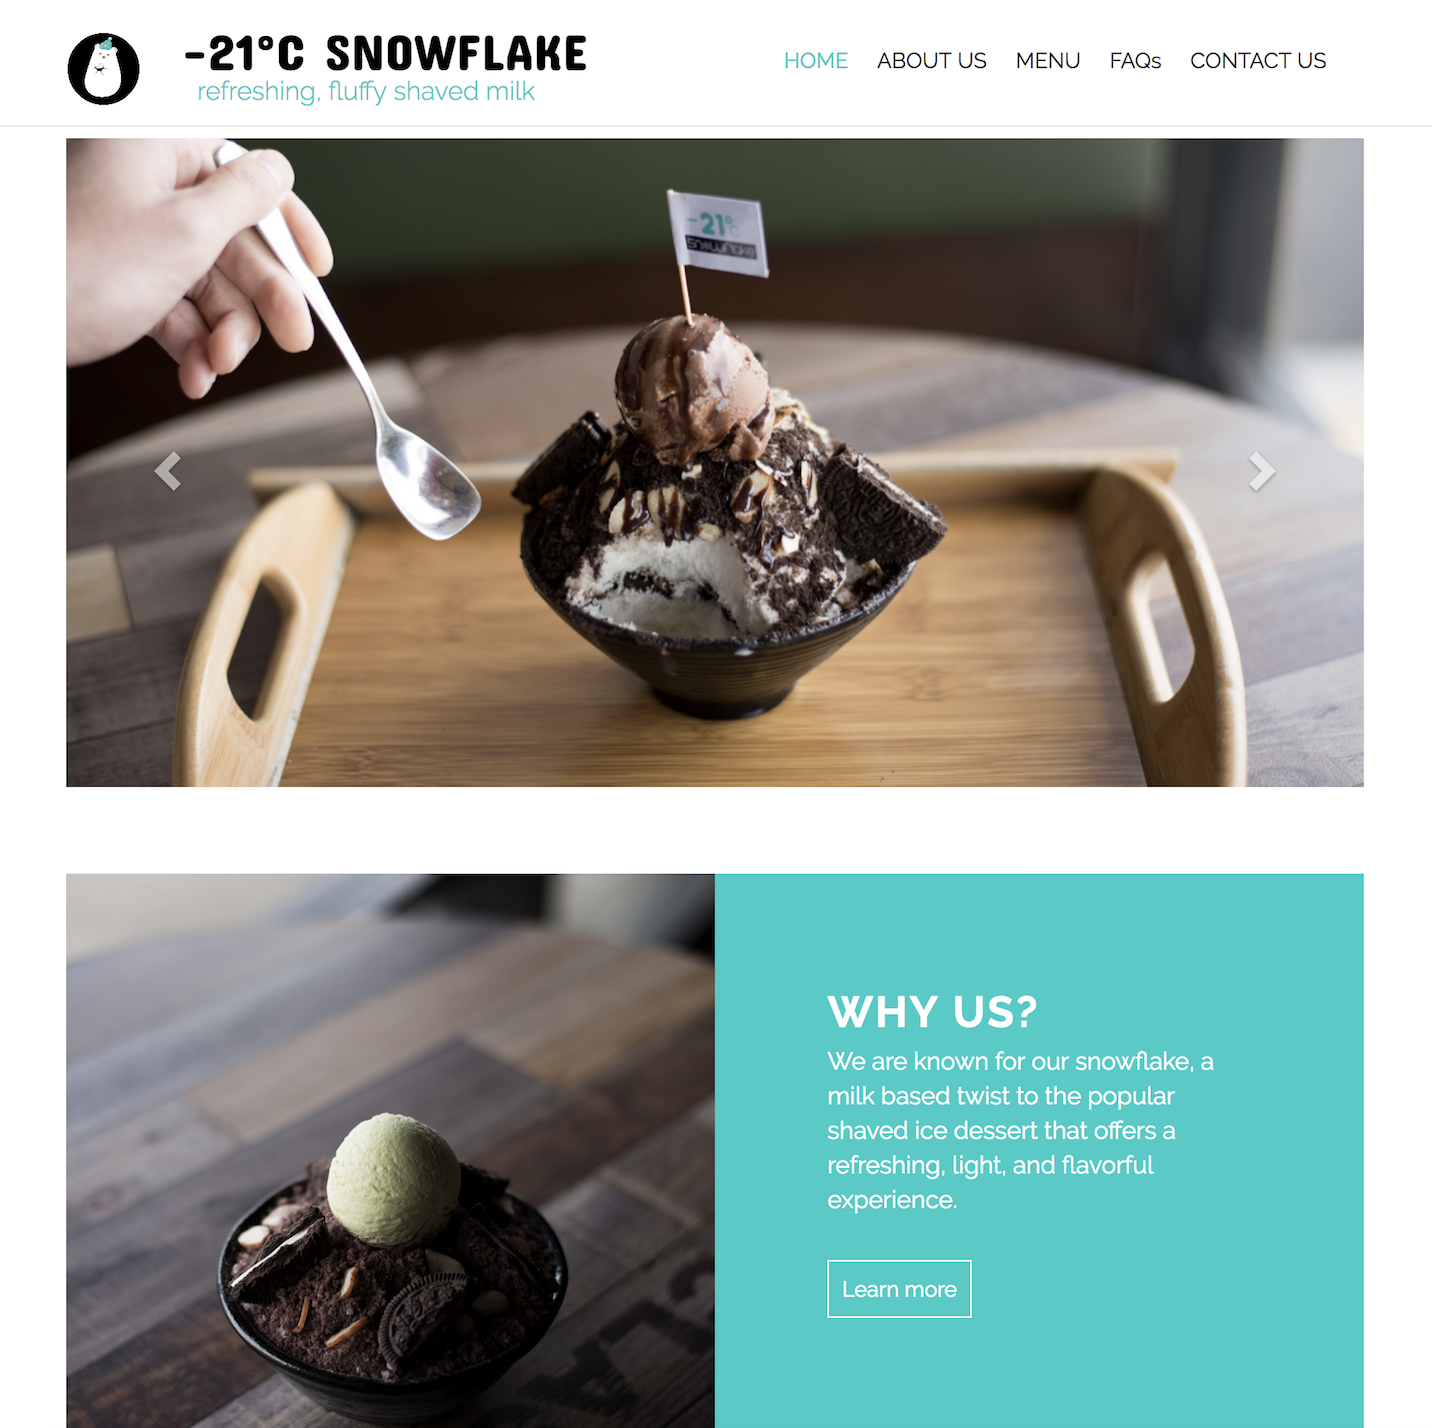 -21°C SNOWFLAKE
refreshing, fluffy shaved milk
HOME ABOUT US MENU FAQs CONTACT US
-21°C
snowflake
WHY US?
We are known for our snowflake, a
milk based twist to the popular
shaved ice dessert that offers a
refreshing, light, and flavorful
experience.
Learn more